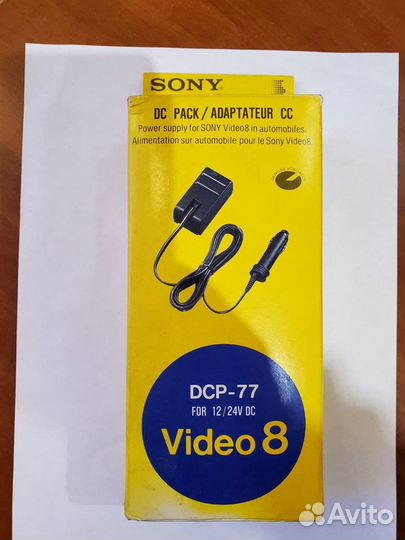 SONY
DC PACK/ADAPTATEUR CC
Power supply for SONY Video8 in automobiles.
Alimentation sur automobile pour le Sony Video8.
DCP-77
FOR 12/24V DC
Video 8
Avito